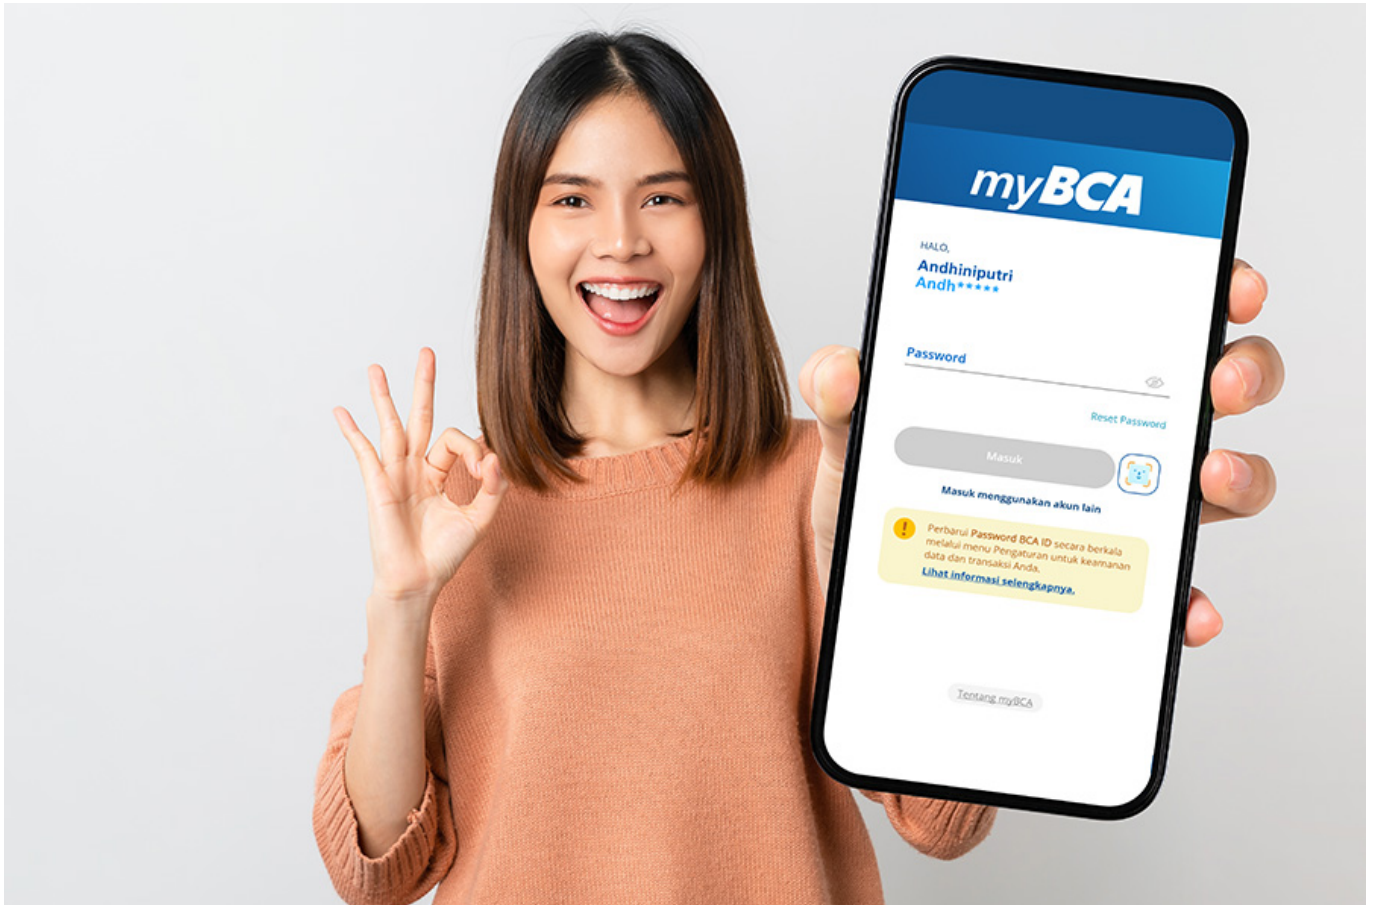 myBCA
HALO,
Andhiniputri
Andh*****
Password
Reset Password
Masuk
Masuk menggunakan akun lain
Perbarui Password BCA ID secara berkala
melalui menu Pengaturan untuk keamanan
data dan transaksi Anda.
Lihat informasi selengkapnya.
Tentang myBCA